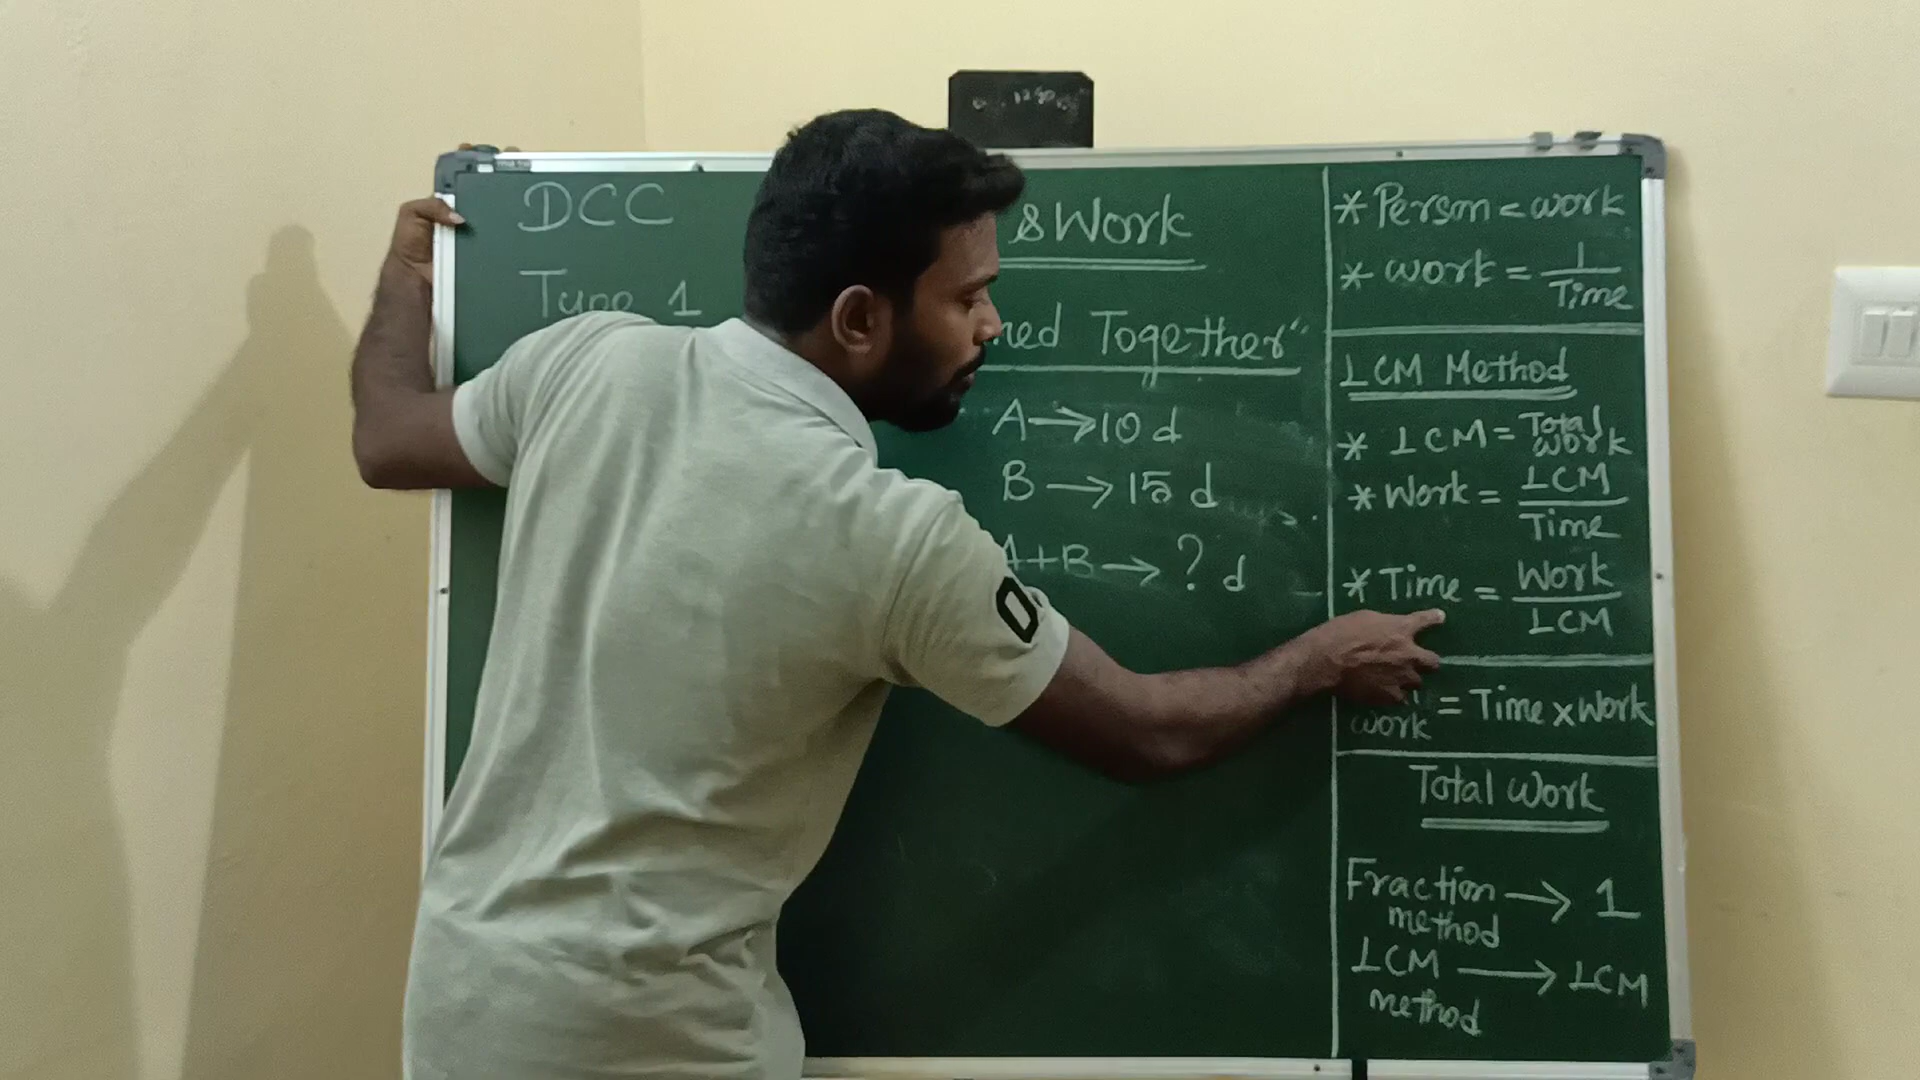 DCC
&Work
Type 1
ned Together"
A→10 d
B→15 d
A+B→? d
* Person < work
* work = 1/Time
LCM Method
* LCM = Total work
* Work = LCM/Time
* Time = Work/LCM
work = Time x Work
Total Work
Fraction method → 1
LCM method → LCM
0